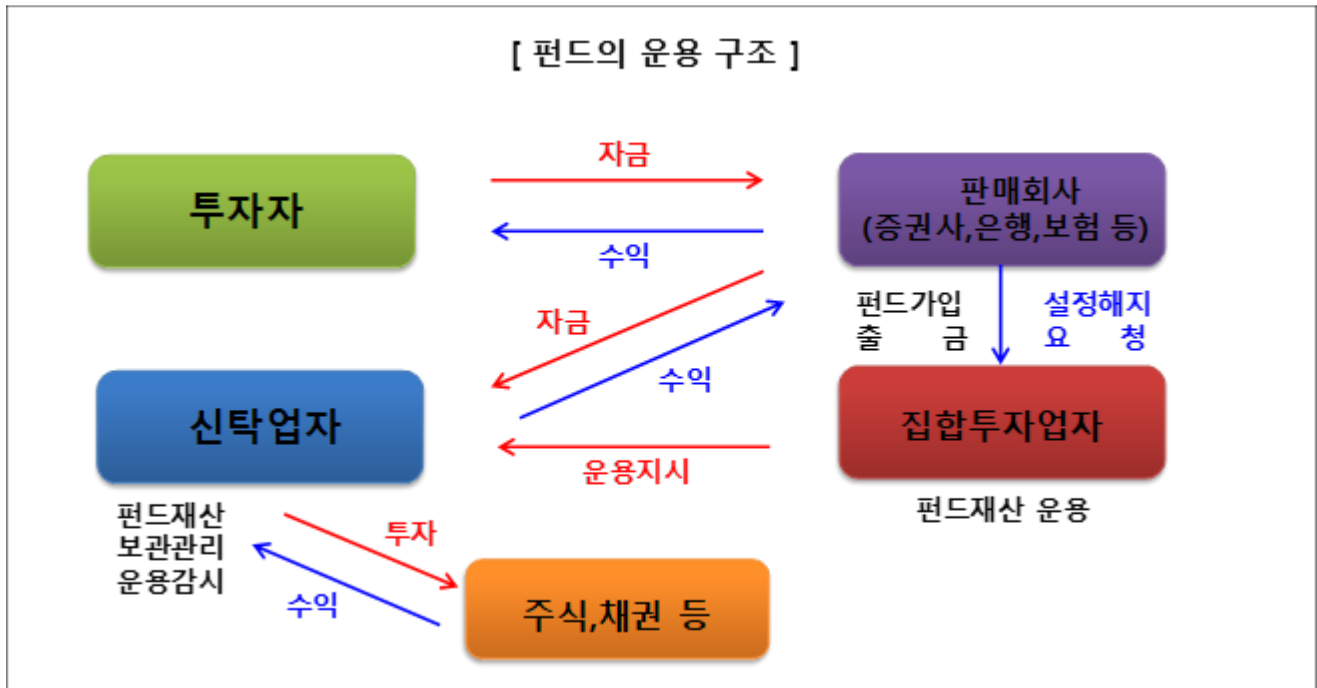 [ 펀드의 운용 구조 ]
투자자
자금
수익
판매회사
(증권사,은행,보험 등)
자금
수익
펀드가입
출 금
설정해지
요 청
신탁업자
운용지시
집합투자업자
펀드재산
보관관리
운용감시
펀드재산 운용
투자
수익
주식,채권 등